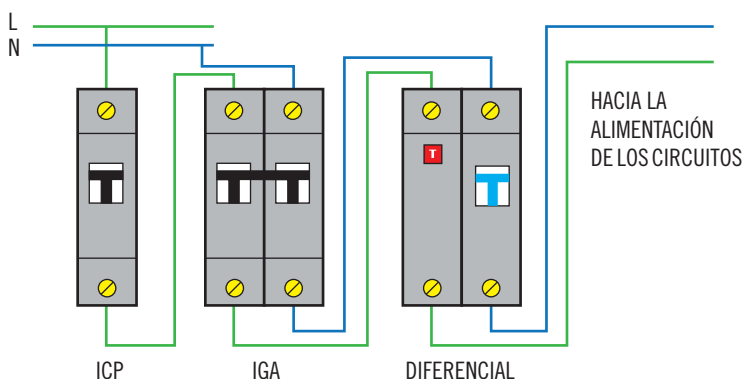 L
N
T
HACIA LA
ALIMENTACIÓN
DE LOS CIRCUITOS
ICP
IGA
DIFERENCIAL